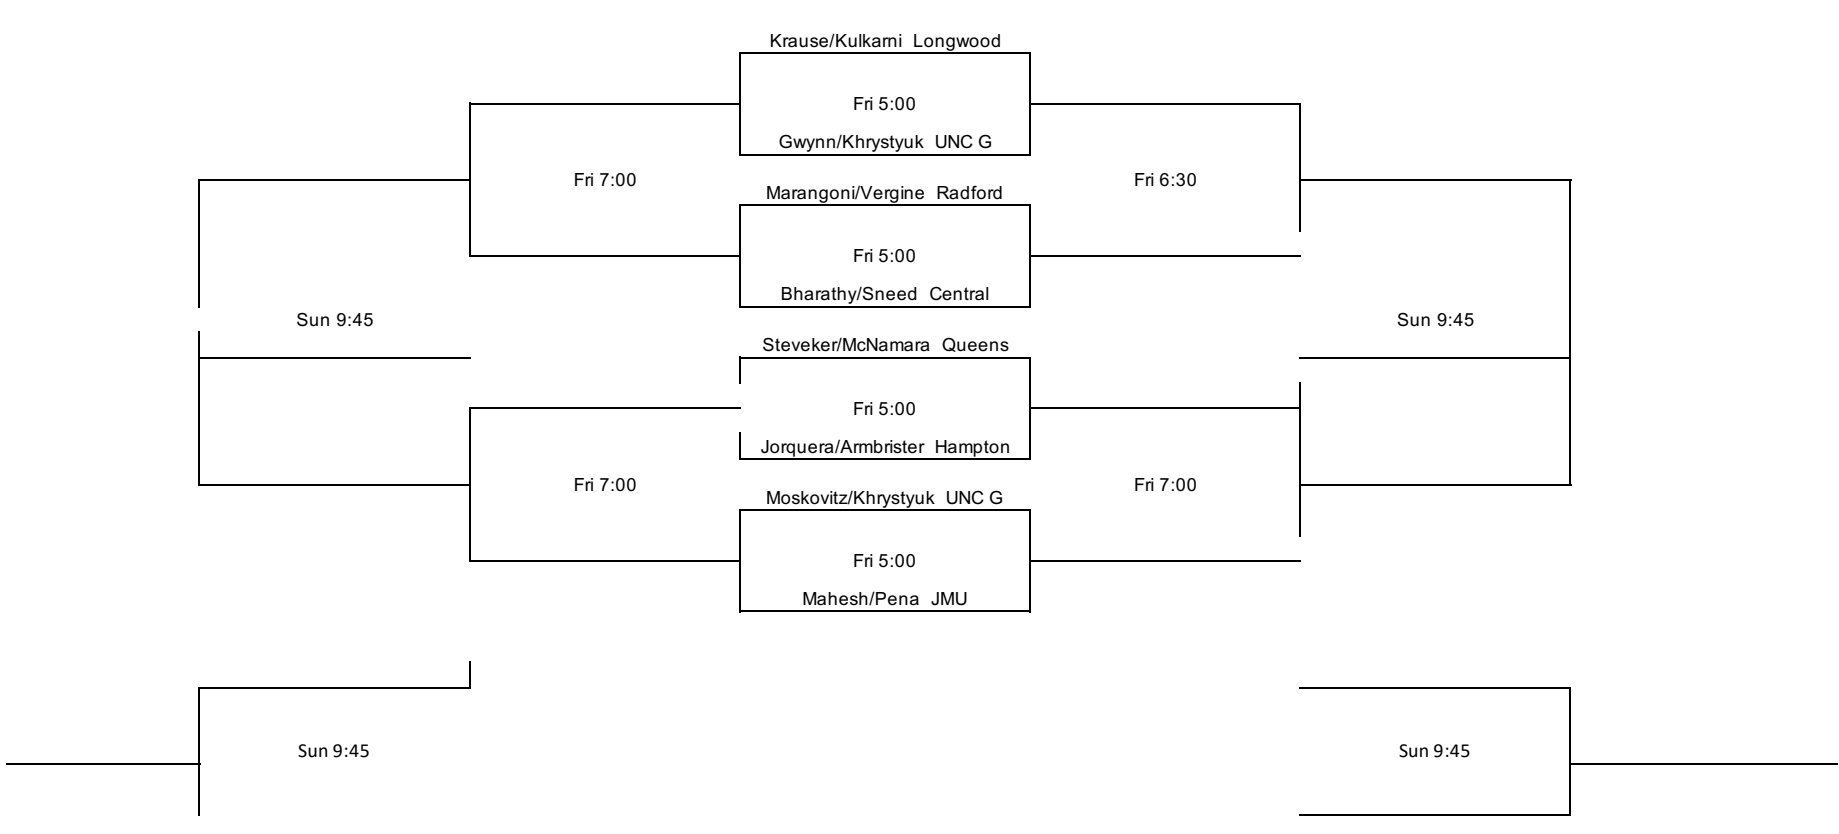 Krause/Kulkarni Longwood
Fri 5:00
Gwynn/Khrystyuk UNC G
Fri 7:00
Fri 6:30
Marangoni/Vergine Radford
Fri 5:00
Bharathy/Sneed Central
Sun 9:45
Sun 9:45
Steveker/McNamara Queens
Fri 5:00
Jorquera/Armbrister Hampton
Fri 7:00
Fri 7:00
Moskovitz/Khrystyuk UNC G
Fri 5:00
Mahesh/Pena JMU
Sun 9:45
Sun 9:45